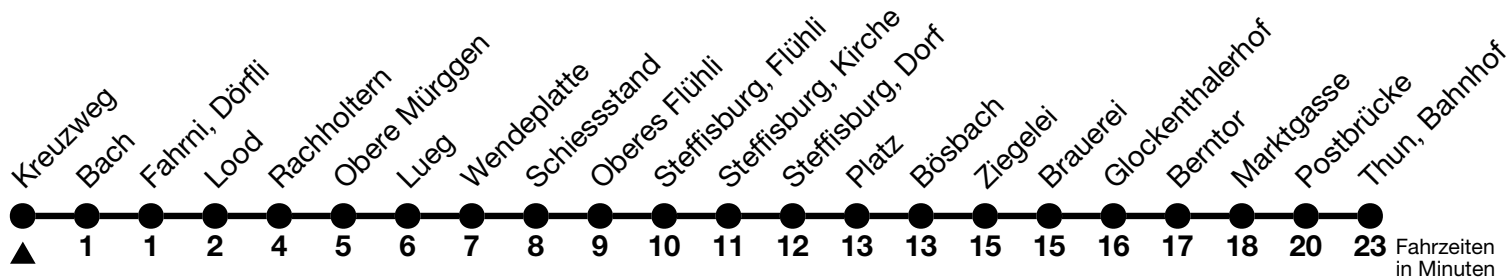 Kreuzweg
Bach
Fahrni, Dörfli
Lood
Rachholtern
Obere Mürggen
Lueg
Wendeplatte
Schiessstand
Oberes Flühli
Steffisburg, Flühli
Steffisburg, Kirche
Steffisburg, Dorf
Platz
Bösbach
Ziegelei
Brauerei
Glockenthalerhof
Berntor
Marktgasse
Postbrücke
Thun, Bahnhof
1 1 2 4 5 6 7 8 9 10 11 12 13 13 15 15 16 17 18 20 23 Fahrzeiten
in Minuten